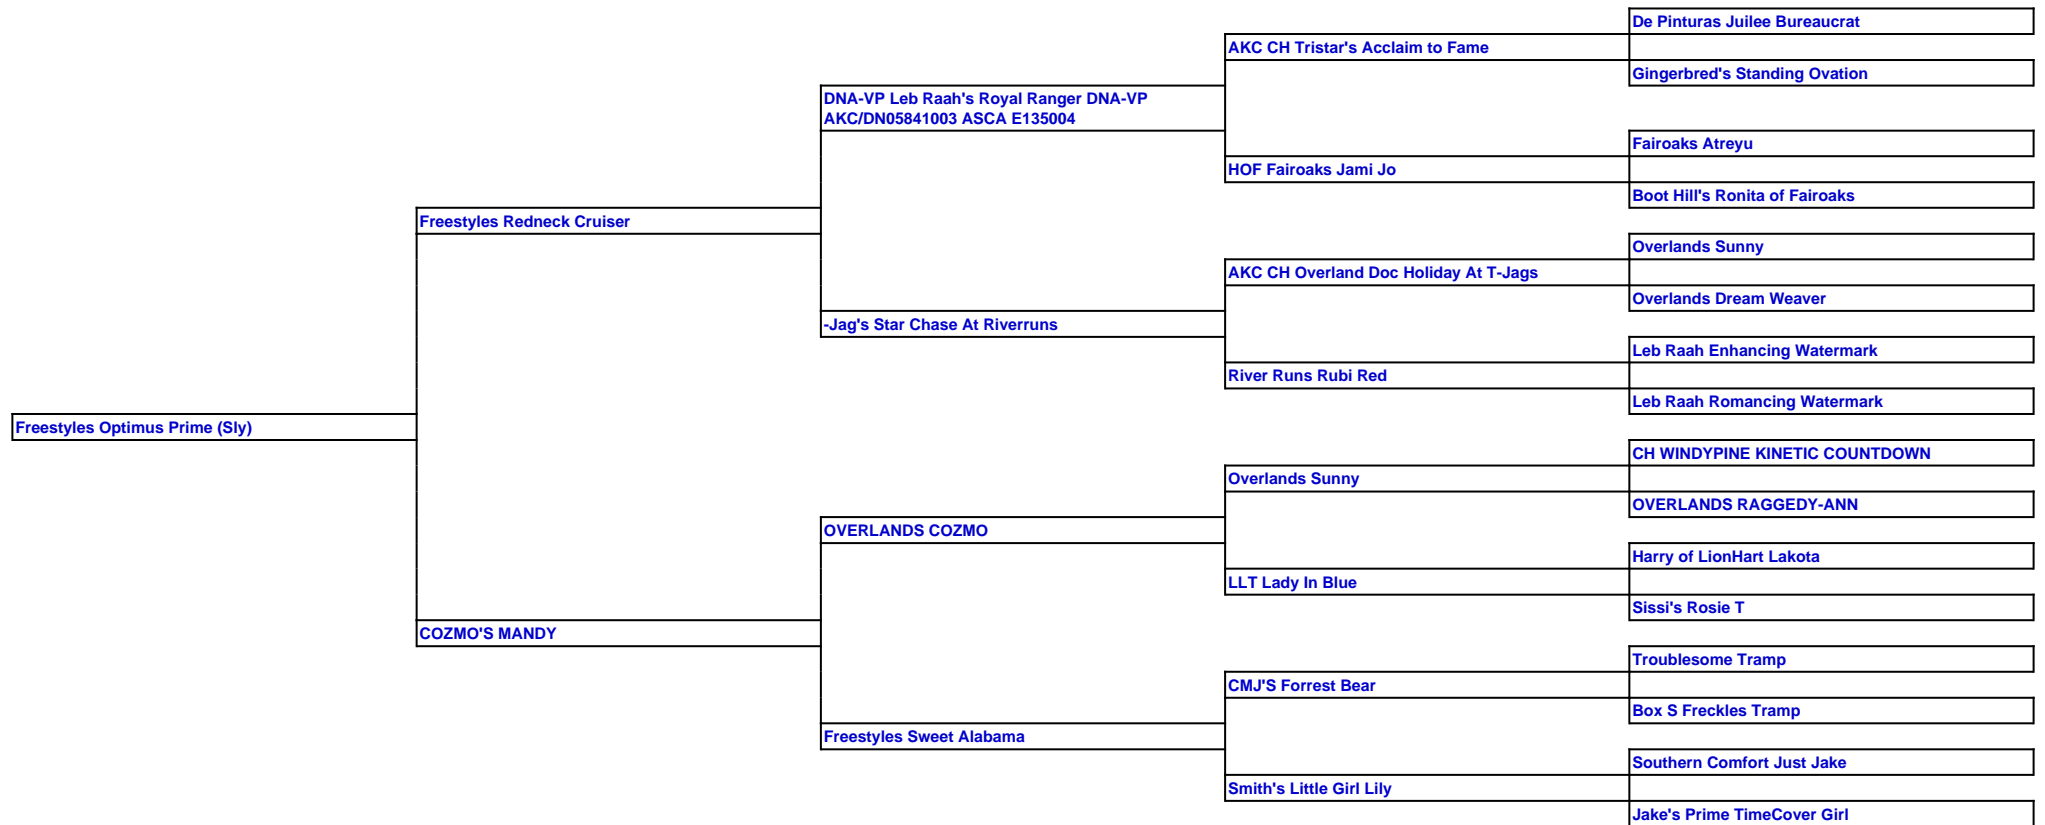 De Pinturas Juilee Bureaucrat
AKC CH Tristar's Acclaim to Fame
Gingerbred's Standing Ovation
DNA-VP Leb Raah's Royal Ranger DNA-VP
AKC/DN05841003 ASCA E135004
Fairoaks Atreyu
HOF Fairoaks Jami Jo
Boot Hill's Ronita of Fairoaks
Freestyles Redneck Cruiser
Overlands Sunny
AKC CH Overland Doc Holiday At T-Jags
Overlands Dream Weaver
-Jag's Star Chase At Riverruns
Leb Raah Enhancing Watermark
River Runs Rubi Red
Leb Raah Romancing Watermark
Freestyles Optimus Prime (Sly)
CH WINDYPINE KINETIC COUNTDOWN
Overlands Sunny
OVERLANDS RAGGEDY-ANN
OVERLANDS COZMO
Harry of LionHart Lakota
LLT Lady In Blue
Sissi's Rosie T
COZMO'S MANDY
Troublesome Tramp
CMJ'S Forrest Bear
Box S Freckles Tramp
Freestyles Sweet Alabama
Southern Comfort Just Jake
Smith's Little Girl Lily
Jake's Prime TimeCover Girl